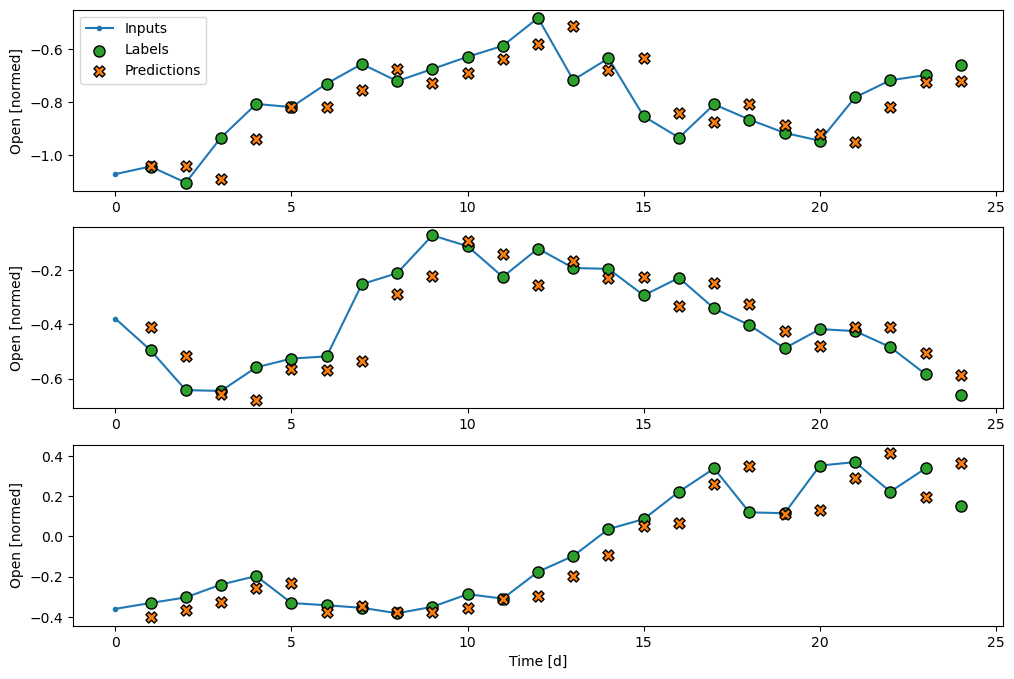 Inputs
Labels
Predictions
Open [normed]
−0.6
−0.8
−1.0
0 5 10 15 20 25
Open [normed]
−0.2
−0.4
−0.6
0 5 10 15 20 25
Open [normed]
0.4
0.2
0.0
−0.2
−0.4
0 5 10 15 20 25
Time [d]